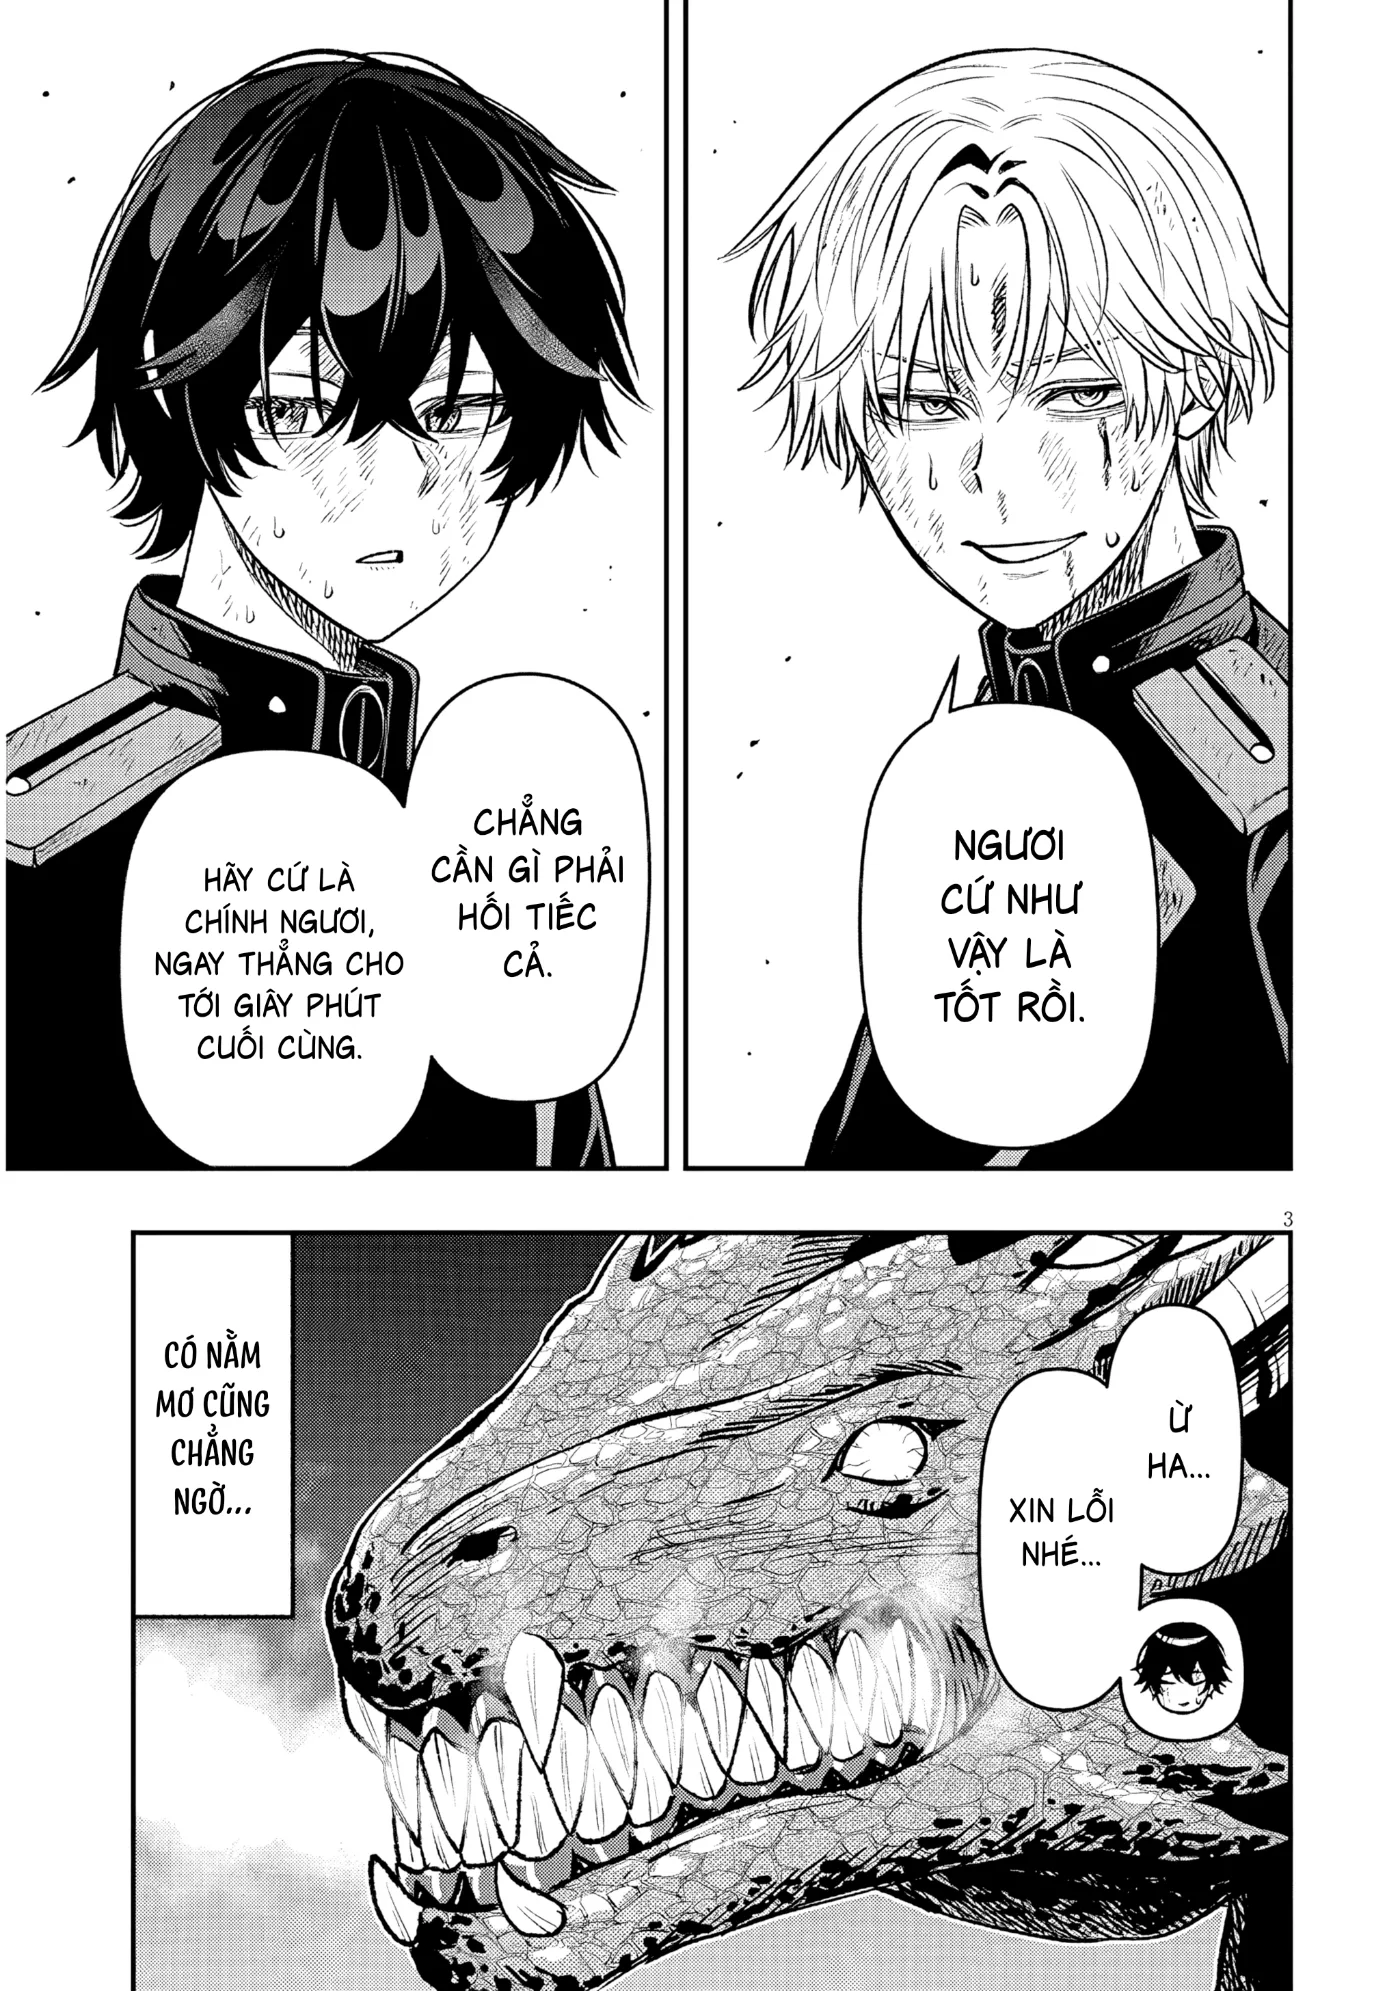 NGƯƠI
CỨ NHƯ
VẬY LÀ
TỐT RỒI.
CHẲNG
CẦN GÌ PHẢI
HỐI TIẾC
CẢ.
HÃY CỨ LÀ
CHÍNH NGƯƠI,
NGAY THẲNG CHO
TỚI GIÂY PHÚT
CUỐI CÙNG.
3
Ừ
HA...
XIN LỖI
NHÉ...
CÓ NẰM
MƠ CŨNG
CHẲNG
NGỜ...